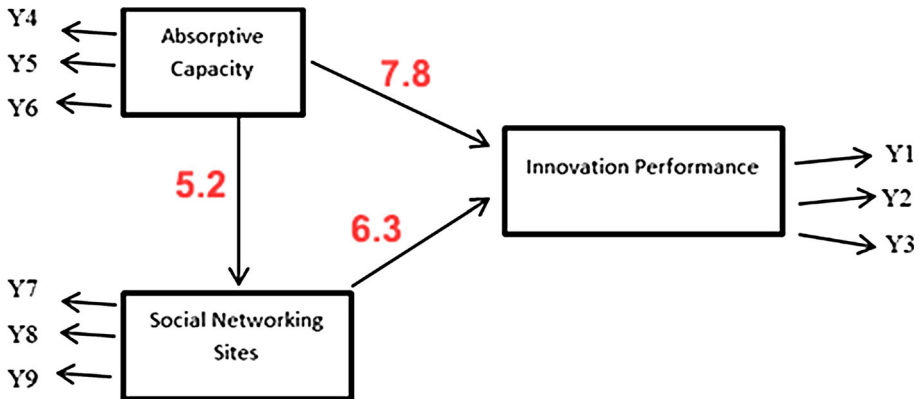 Y4
Y5
Y6
Absorptive
Capacity
7.8
Innovation Performance
Y1
Y2
Y3
5.2
6.3
Y7
Y8
Y9
Social Networking
Sites